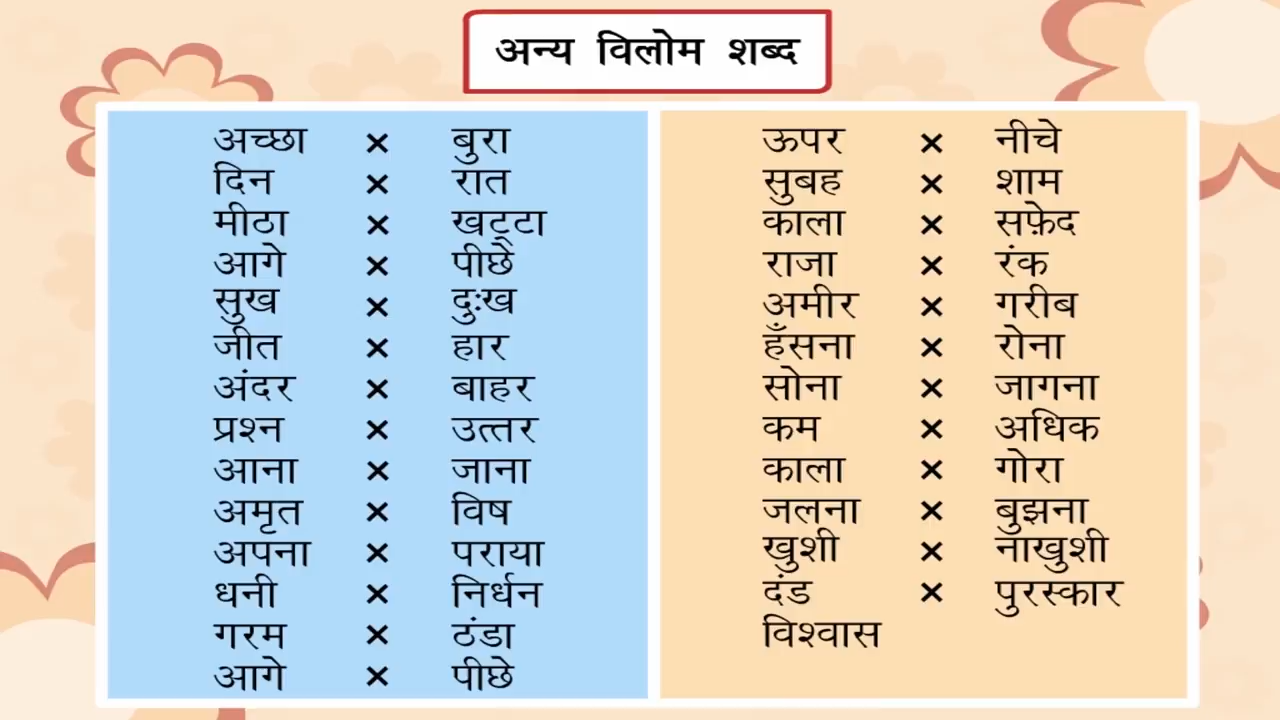 अन्य विलोम शब्द
अच्छा × बुरा
दिन × रात
मीठा × खट्टा
आगे × पीछे
सुख × दुःख
जीत × हार
अंदर × बाहर
प्रश्न × उत्तर
आना × जाना
अमृत × विष
अपना × पराया
धनी × निर्धन
गरम × ठंडा
आगे × पीछे
ऊपर × नीचे
सुबह × शाम
काला × सफ़ेद
राजा × रंक
अमीर × गरीब
हँसना × रोना
सोना × जागना
कम × अधिक
काला × गोरा
जलना × बुझना
खुशी × नाखुशी
दंड × पुरस्कार
विश्वास